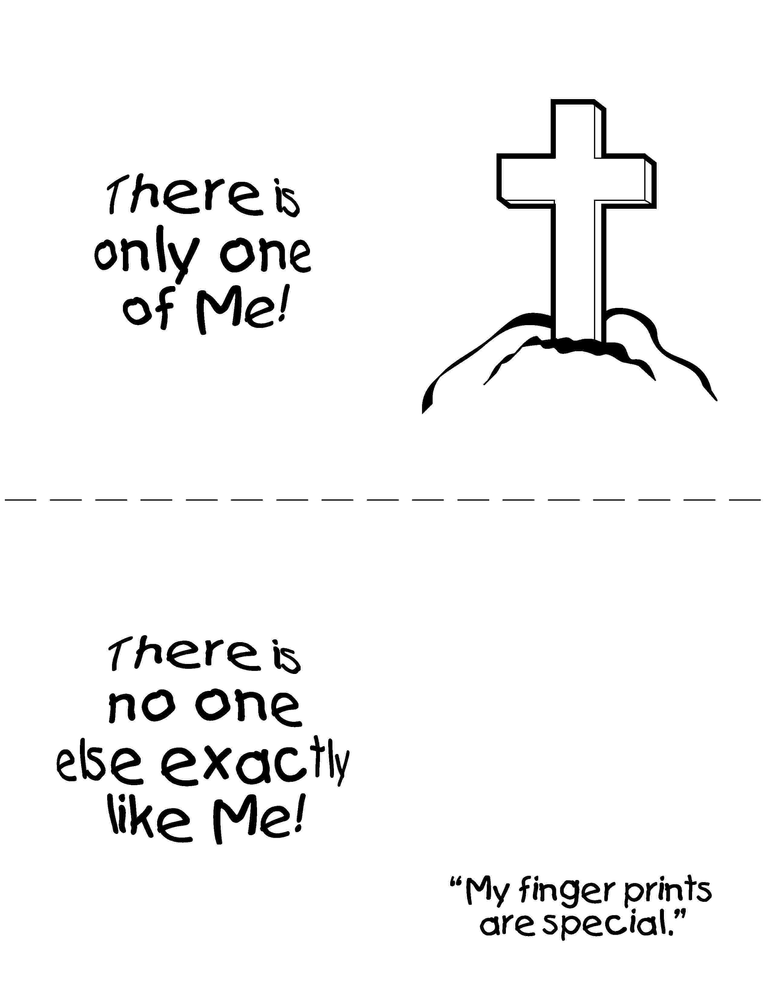 There is
only one
of Me!
There is
no one
else exactly
like Me!
“My finger prints
are special.”